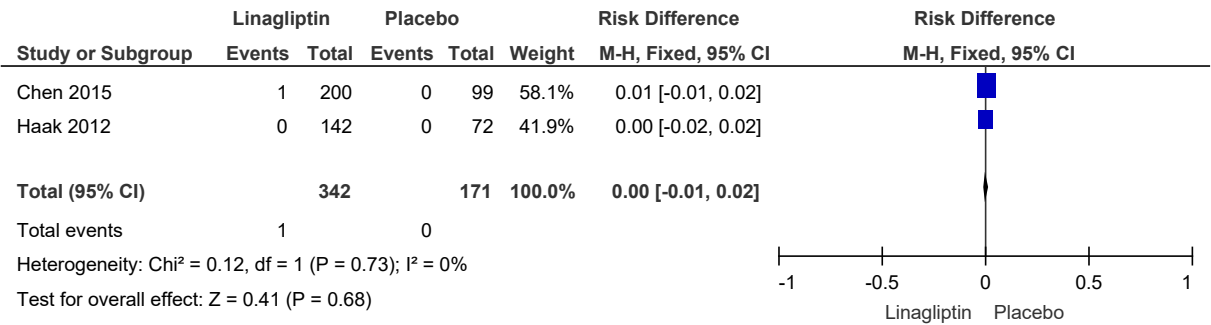 Linagliptin Placebo Risk Difference Risk Difference
Study or Subgroup Events Total Events Total Weight M-H, Fixed, 95% CI M-H, Fixed, 95% CI
Chen 2015 1 200 0 99 58.1% 0.01 [-0.01, 0.02]
Haak 2012 0 142 0 72 41.9% 0.00 [-0.02, 0.02]
Total (95% CI) 342 171 100.0% 0.00 [-0.01, 0.02]
Total events 1 0
Heterogeneity: Chi² = 0.12, df = 1 (P = 0.73); I² = 0%
Test for overall effect: Z = 0.41 (P = 0.68)
-1 -0.5 0 0.5 1
Linagliptin Placebo